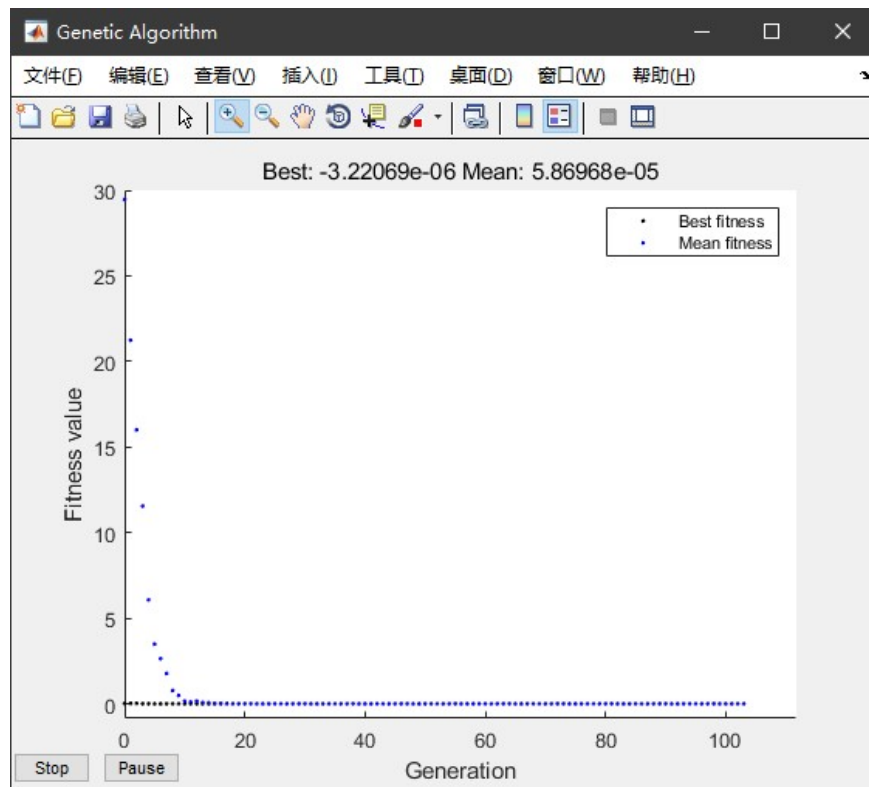 Genetic Algorithm
文件(F) 编辑(E) 查看(V) 插入(I) 工具(T) 桌面(D) 窗口(W) 帮助(H)
Best: -3.22069e-06 Mean: 5.86968e-05
Best fitness
Mean fitness
Fitness value
30
25
20
15
10
5
0
0 20 40 60 80 100
Generation
Stop Pause